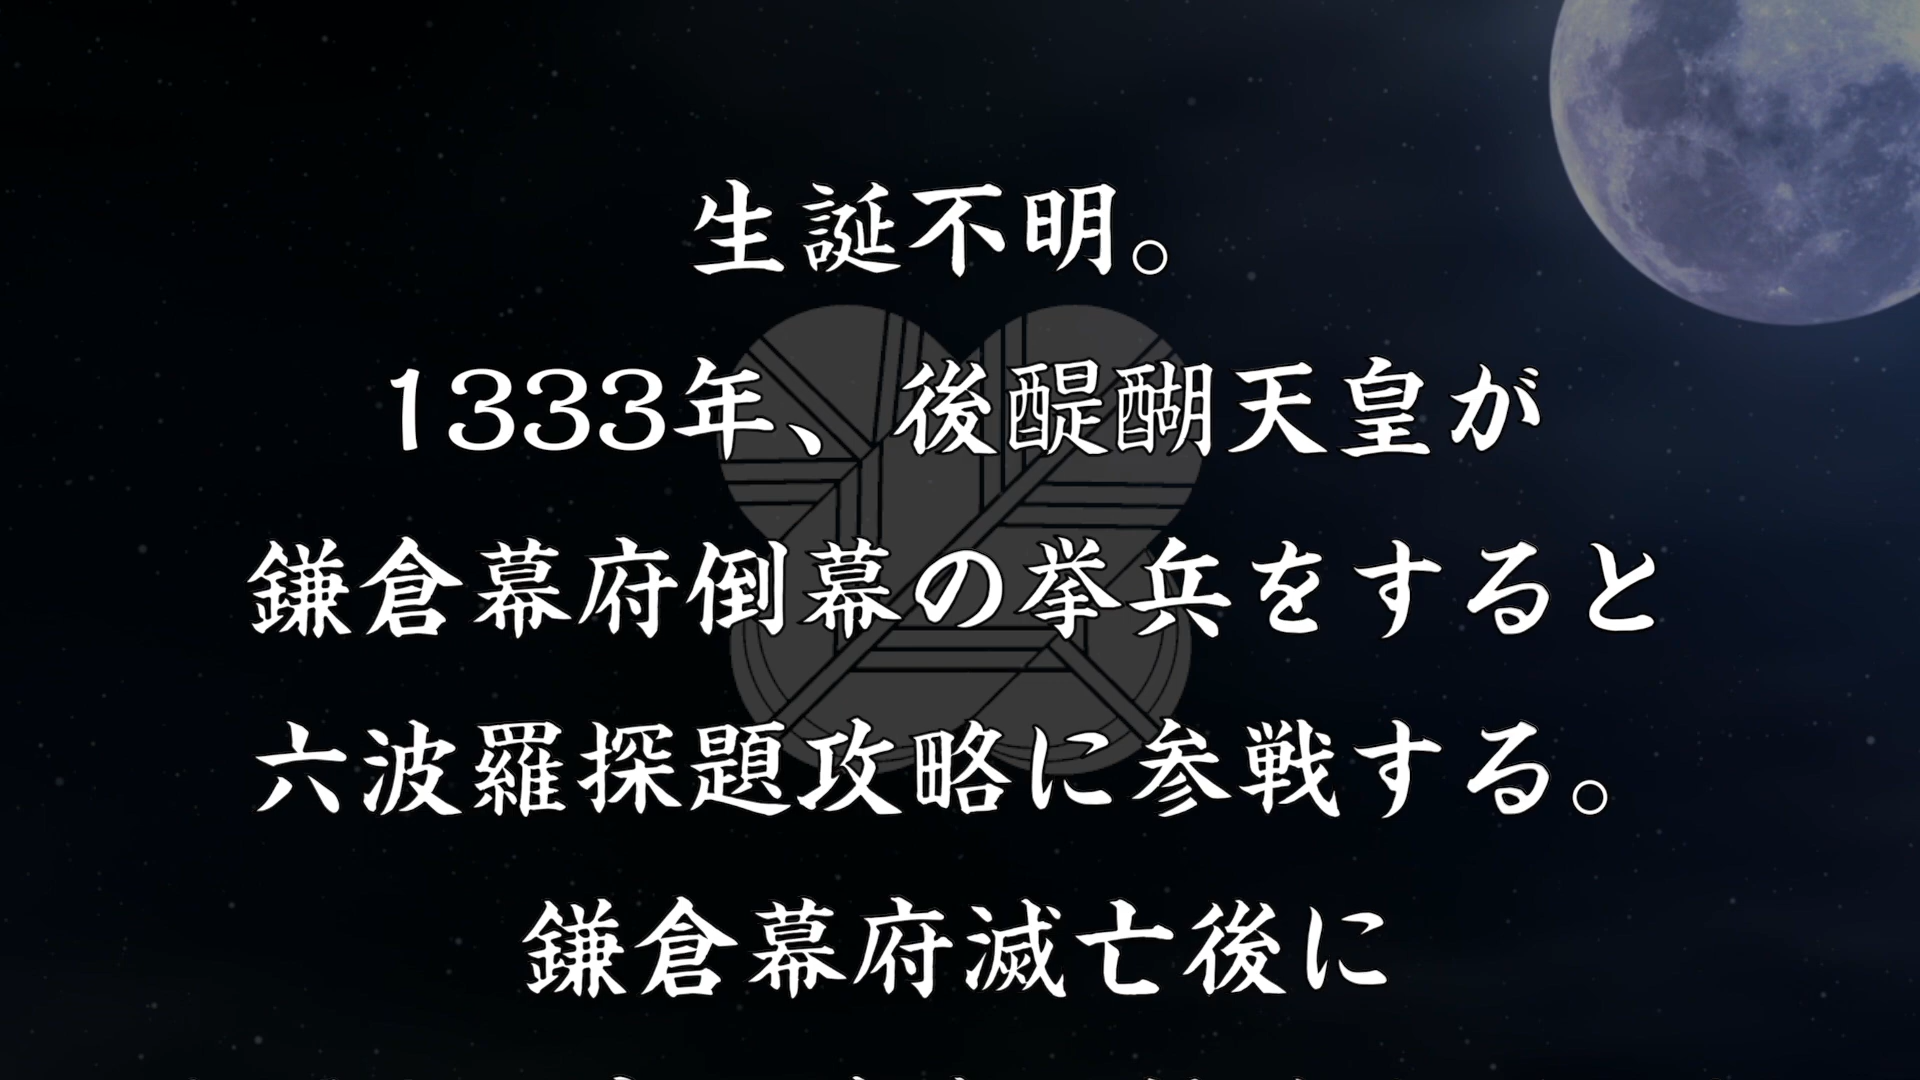 生誕不明。
1333年、後醍醐天皇が
鎌倉幕府倒幕の挙兵をすると
六波羅探題攻略に参戦する。
鎌倉幕府滅亡後に